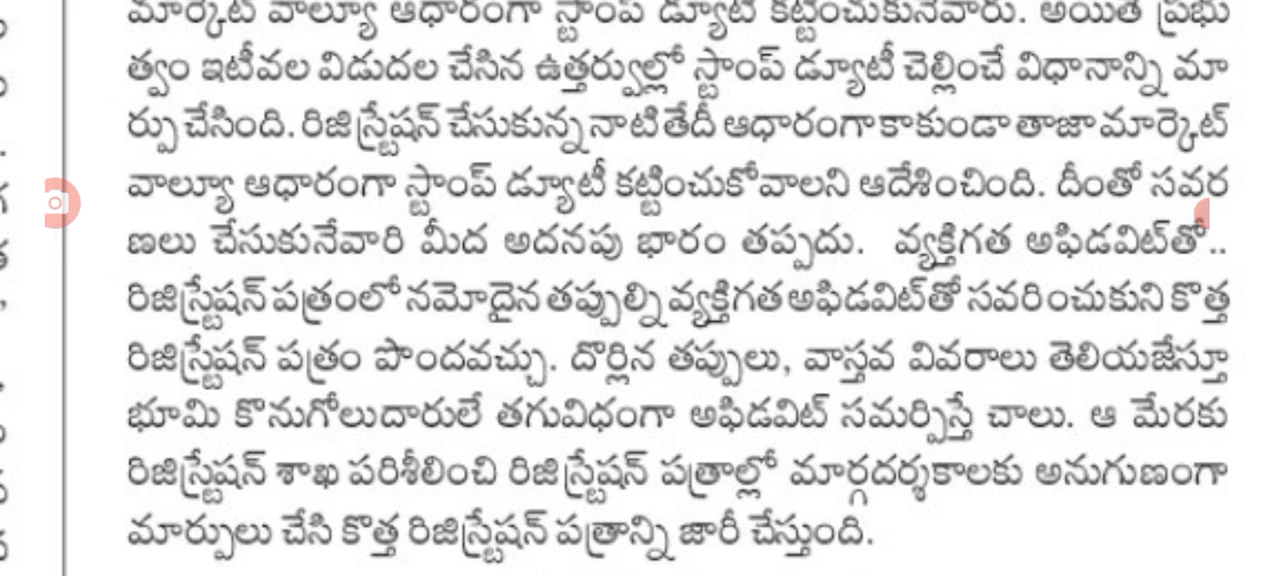 మార్కెట్ వాల్యూ ఆధారంగా స్టాంప్ డ్యూటీ కట్టించుకునేవారు. అయితే ప్రభు
త్వం ఇటీవల విడుదల చేసిన ఉత్తర్వుల్లో స్టాంప్ డ్యూటీ చెల్లించే విధానాన్ని మా
ర్పు చేసింది. రిజిస్ట్రేషన్ చేసుకున్న నాటి తేదీ ఆధారంగా కాకుండా తాజా మార్కెట్
వాల్యూ ఆధారంగా స్టాంప్ డ్యూటీ కట్టించుకోవాలని ఆదేశించింది. దీంతో సవర
ణలు చేసుకునేవారి మీద అదనపు భారం తప్పదు. వ్యక్తిగత అఫిడవిట్‌తో..
రిజిస్ట్రేషన్ పత్రంలో నమోదైన తప్పుల్ని వ్యక్తిగత అఫిడవిట్‌తో సవరించుకుని కొత్త
రిజిస్ట్రేషన్ పత్రం పొందవచ్చు. దొర్లిన తప్పులు, వాస్తవ వివరాలు తెలియజేస్తూ
భూమి కొనుగోలుదారులే తగువిధంగా అఫిడవిట్ సమర్పిస్తే చాలు. ఆ మేరకు
రిజిస్ట్రేషన్ శాఖ పరిశీలించి రిజిస్ట్రేషన్ పత్రాల్లో మార్గదర్శకాలకు అనుగుణంగా
మార్పులు చేసి కొత్త రిజిస్ట్రేషన్ పత్రాన్ని జారీ చేస్తుంది.